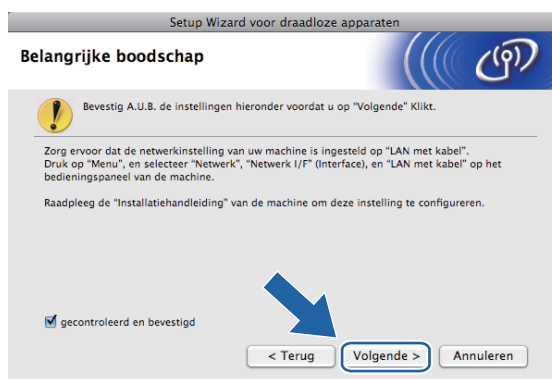 Setup Wizard voor draadloze apparaten
Belangrijke boodschap
Bevestig A.U.B. de instellingen hieronder voordat u op "Volgende" Klikt.
Zorg ervoor dat de netwerkinstelling van uw machine is ingesteld op "LAN met kabel".
Druk op "Menu", en selecteer "Netwerk", "Netwerk I/F" (Interface), en "LAN met kabel" op het
bedieningspaneel van de machine.
Raadpleeg de "Installatiehandleiding" van de machine om deze instelling te configureren.
gecontroleerd en bevestigd
< Terug
Volgende >
Annuleren